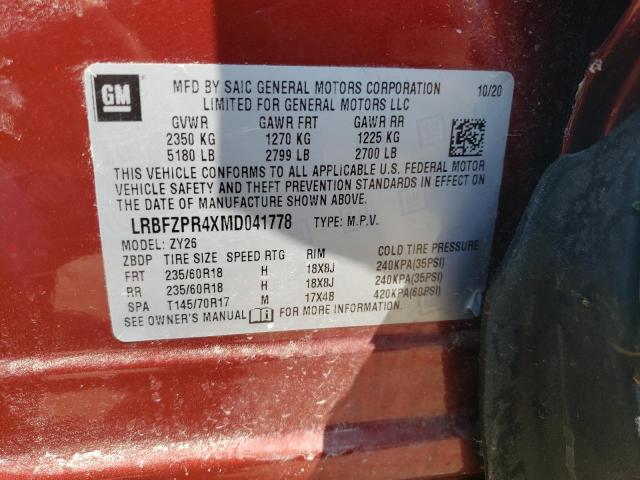 GM
MFD BY SAIC GENERAL MOTORS CORPORATION 10/20
LIMITED FOR GENERAL MOTORS LLC
GVWR GAWR FRT GAWR RR
2350 KG 1270 KG 1225 KG
5180 LB 2799 LB 2700 LB
THIS VEHICLE CONFORMS TO ALL APPLICABLE U.S. FEDERAL MOTOR
VEHICLE SAFETY AND THEFT PREVENTION STANDARDS IN EFFECT ON
THE DATE OF MANUFACTURE SHOWN ABOVE.
LRBFZPR4XMD041778 TYPE: M.P.V.
MODEL: ZY26
ZBDP TIRE SIZE SPEED RTG RIM COLD TIRE PRESSURE
FRT 235/60R18 H 18X8J 240KPA(35PSI)
RR 235/60R18 H 18X8J 240KPA(35PSI)
SPA T145/70R17 M 17X4B 420KPA(60PSI)
SEE OWNER'S MANUAL FOR MORE INFORMATION.